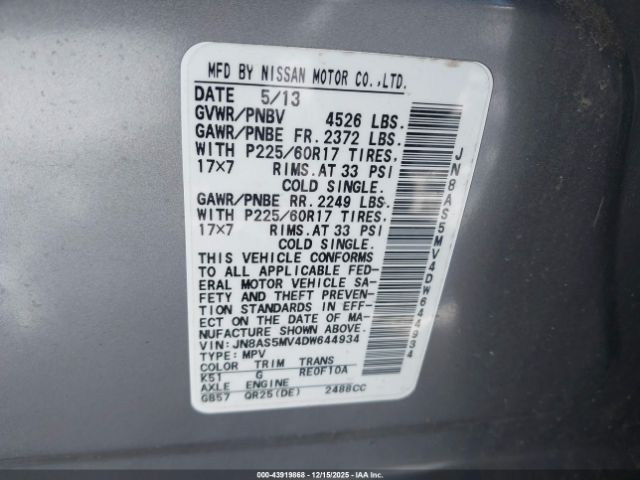 MFD BY NISSAN MOTOR CO.,LTD.
DATE 5/13
GVWR/PNBV 4526 LBS.
GAWR/PNBE FR. 2372 LBS.
WITH P225/60R17 TIRES,
17×7 RIMS.AT 33 PSI
COLD SINGLE.
GAWR/PNBE RR. 2249 LBS.
WITH P225/60R17 TIRES,
17×7 RIMS.AT 33 PSI
COLD SINGLE.
THIS VEHICLE CONFORMS
TO ALL APPLICABLE FED-
ERAL MOTOR VEHICLE SA-
FETY AND THEFT PREVEN-
TION STANDARDS IN EFF-
ECT ON THE DATE OF MA-
NUFACTURE SHOWN ABOVE.
VIN: JN8AS5MV4DW644934
TYPE: MPV
COLOR TRIM TRANS
K51 G RE0F10A
AXLE ENGINE
GB57 QR25(DE) 2488CC
JN8AS5MV4DW644934
000-43919868 - 12/15/2025 - IAAI.COM